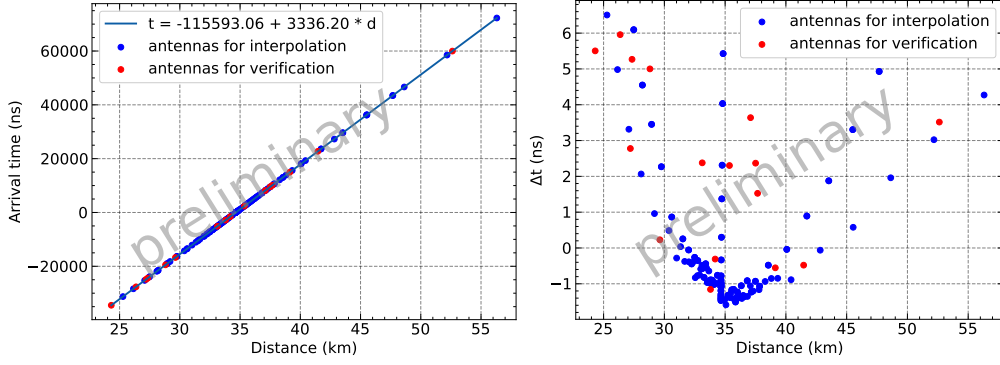 t = -115593.06 + 3336.20 * d
antennas for interpolation
antennas for verification
60000
40000
20000
0
−20000
Arrival time (ns)
25 30 35 40 45 50 55
Distance (km)
preliminary
antennas for interpolation
antennas for verification
6
5
4
3
2
1
0
−1
Δt (ns)
25 30 35 40 45 50 55
Distance (km)
preliminary